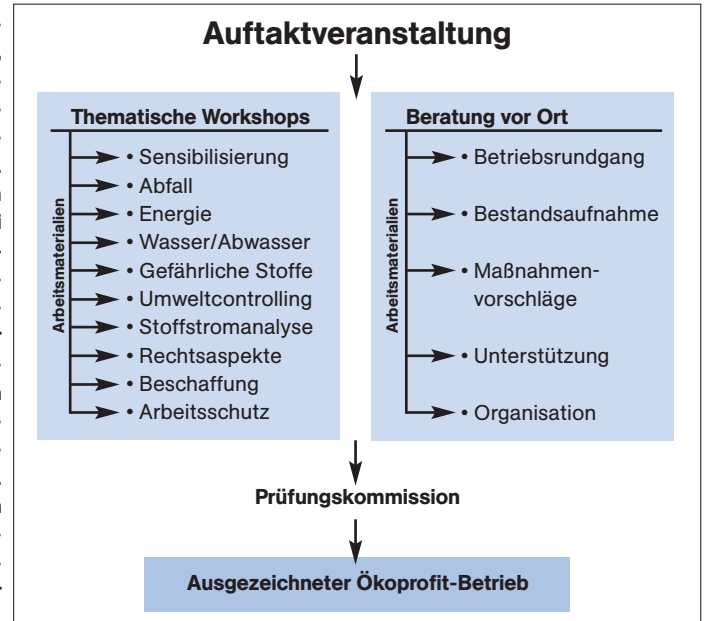 Auftaktveranstaltung
Thematische Workshops
Arbeitsmaterialien
• Sensibilisierung
• Abfall
• Energie
• Wasser/Abwasser
• Gefährliche Stoffe
• Umweltcontrolling
• Stoffstromanalyse
• Rechtsaspekte
• Beschaffung
• Arbeitsschutz
Beratung vor Ort
Arbeitsmaterialien
• Betriebsrundgang
• Bestandsaufnahme
• Maßnahmen-
vorschläge
• Unterstützung
• Organisation
Prüfungskommission
Ausgezeichneter Ökoprofit-Betrieb